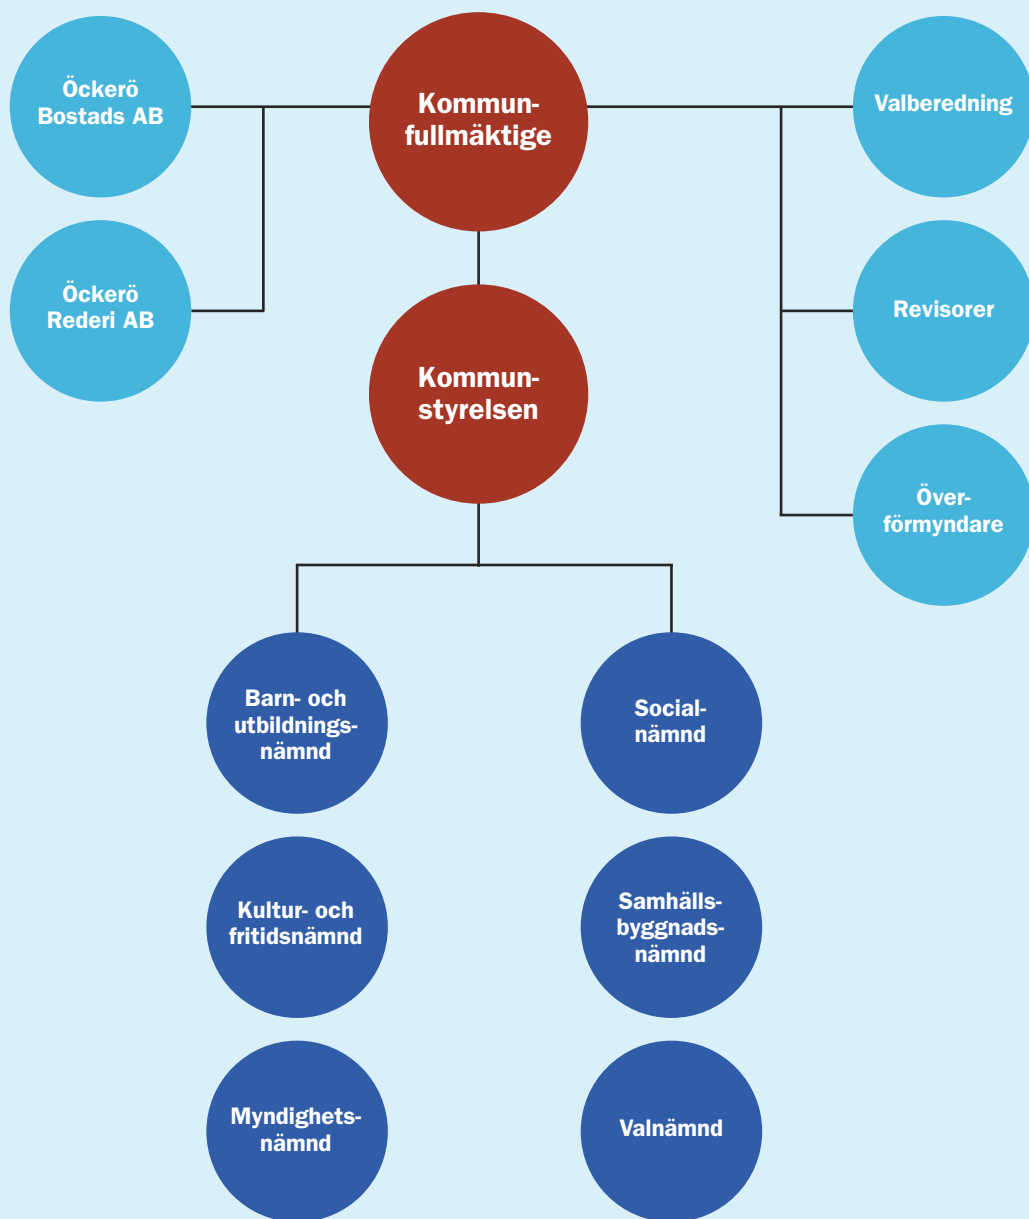 Öckerö
Bostads AB
Kommun-
fullmäktige
Valberedning
Öckerö
Rederi AB
Revisorer
Kommun-
styrelsen
Över-
förmyndare
Barn- och
utbildnings-
nämnd
Social-
nämnd
Kultur- och
fritidsnämnd
Samhälls-
byggnads-
nämnd
Myndighets-
nämnd
Valnämnd